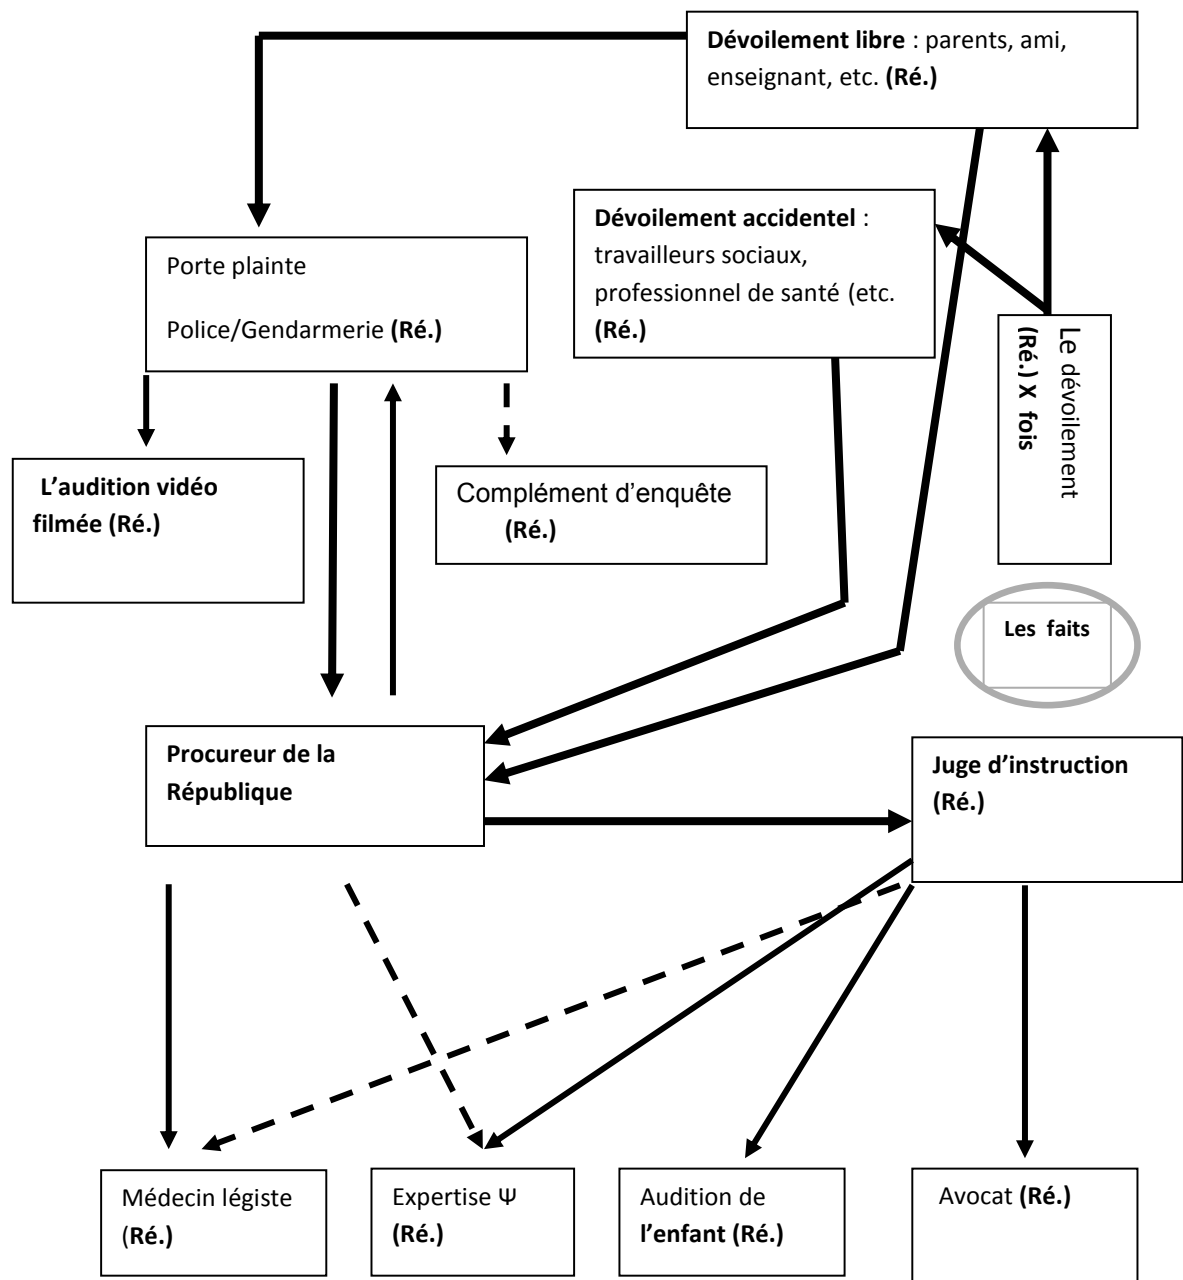 Dévoilement libre : parents, ami,
enseignant, etc. (Ré.)
Dévoilement accidentel :
travailleurs sociaux,
professionnel de santé (etc.
(Ré.)
Porte plainte
Police/Gendarmerie (Ré.)
Le dévoilement
(Ré.) X fois
L’audition vidéo
filmée (Ré.)
Complément d’enquête
(Ré.)
Les faits
Procureur de la
République
Juge d’instruction
(Ré.)
Médecin légiste
(Ré.)
Expertise Ψ
(Ré.)
Audition de
l’enfant (Ré.)
Avocat (Ré.)